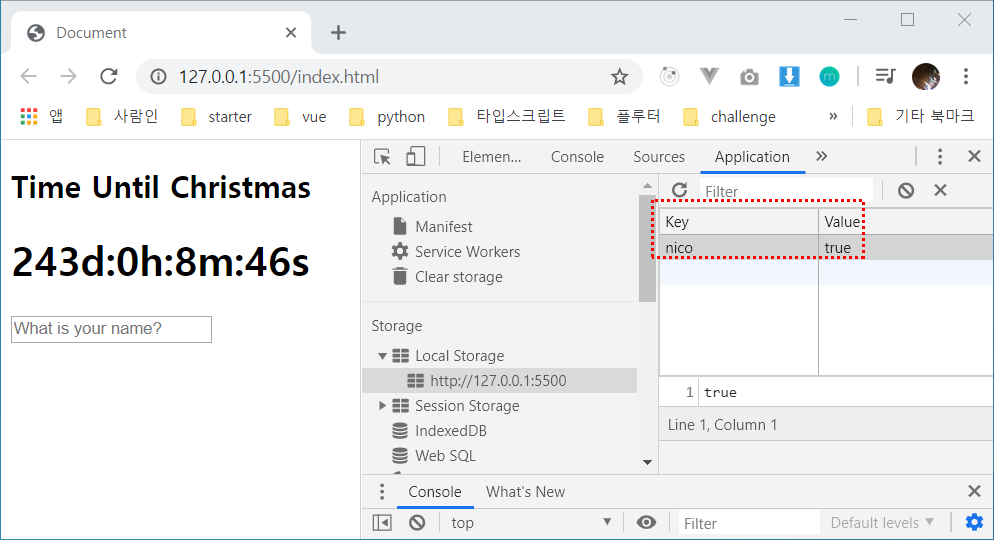 Document
127.0.0.1:5500/index.html
앱 사람인 starter vue python 타입스크립트 플루터 challenge » 기타 북마크
Time Until Christmas
243d:0h:8m:46s
What is your name?
Elemen... Console Sources Application »
Application
Manifest
Service Workers
Clear storage
Storage
Local Storage
http://127.0.0.1:5500
Session Storage
IndexedDB
Web SQL
Filter
Key Value
nico true
1 true
Line 1, Column 1
Console What's New
top Filter Default levels